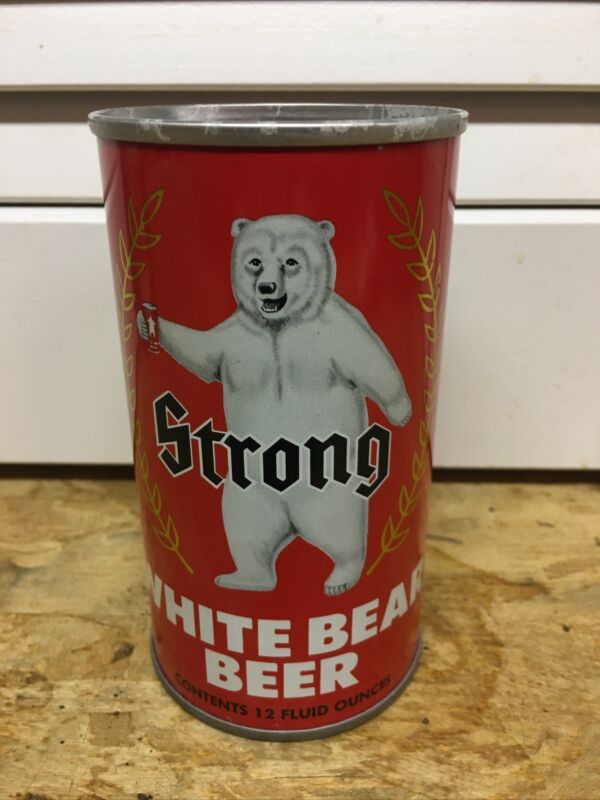 Strong
WHITE BEAR
BEER
CONTENTS 12 FLUID OUNCES